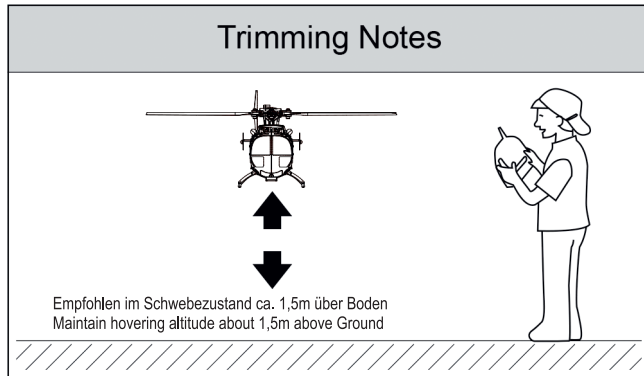 Trimming Notes
Empfohlen im Schwebezustand ca. 1,5m über Boden
Maintain hovering altitude about 1,5m above Ground